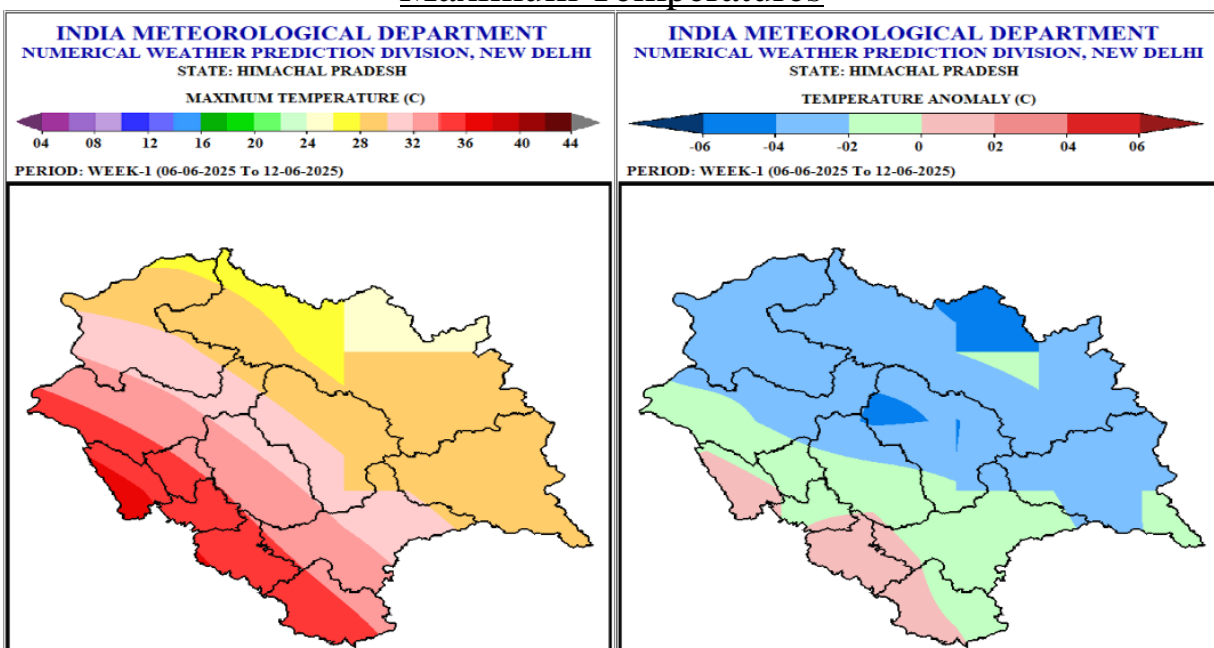 Maximum Temperatures
INDIA METEOROLOGICAL DEPARTMENT
NUMERICAL WEATHER PREDICTION DIVISION, NEW DELHI
STATE: HIMACHAL PRADESH
MAXIMUM TEMPERATURE (C)
04 08 12 16 20 24 28 32 36 40 44
PERIOD: WEEK-1 (06-06-2025 To 12-06-2025)
INDIA METEOROLOGICAL DEPARTMENT
NUMERICAL WEATHER PREDICTION DIVISION, NEW DELHI
STATE: HIMACHAL PRADESH
TEMPERATURE ANOMALY (C)
-06 -04 -02 0 02 04 06
PERIOD: WEEK-1 (06-06-2025 To 12-06-2025)